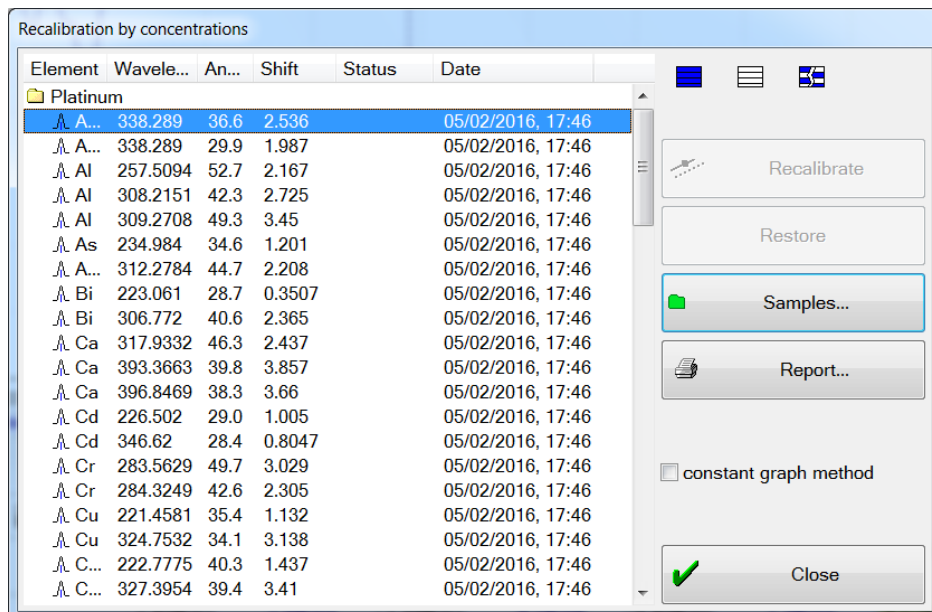 Recalibration by concentrations
Element Wavele... An... Shift Status Date
Platinum
A... 338.289 36.6 2.536 05/02/2016, 17:46
A... 338.289 29.9 1.987 05/02/2016, 17:46
Al 257.5094 52.7 2.167 05/02/2016, 17:46
Al 308.2151 42.3 2.725 05/02/2016, 17:46
Al 309.2708 49.3 3.45 05/02/2016, 17:46
As 234.984 34.6 1.201 05/02/2016, 17:46
A... 312.2784 44.7 2.208 05/02/2016, 17:46
Bi 223.061 28.7 0.3507 05/02/2016, 17:46
Bi 306.772 40.6 2.365 05/02/2016, 17:46
Ca 317.9332 46.3 2.437 05/02/2016, 17:46
Ca 393.3663 39.8 3.857 05/02/2016, 17:46
Ca 396.8469 38.3 3.66 05/02/2016, 17:46
Cd 226.502 29.0 1.005 05/02/2016, 17:46
Cd 346.62 28.4 0.8047 05/02/2016, 17:46
Cr 283.5629 49.7 3.029 05/02/2016, 17:46
Cr 284.3249 42.6 2.305 05/02/2016, 17:46
Cu 221.4581 35.4 1.132 05/02/2016, 17:46
Cu 324.7532 34.1 3.138 05/02/2016, 17:46
C... 222.7775 40.3 1.437 05/02/2016, 17:46
C... 327.3954 39.4 3.41 05/02/2016, 17:46
Recalibrate
Restore
Samples...
Report...
constant graph method
Close